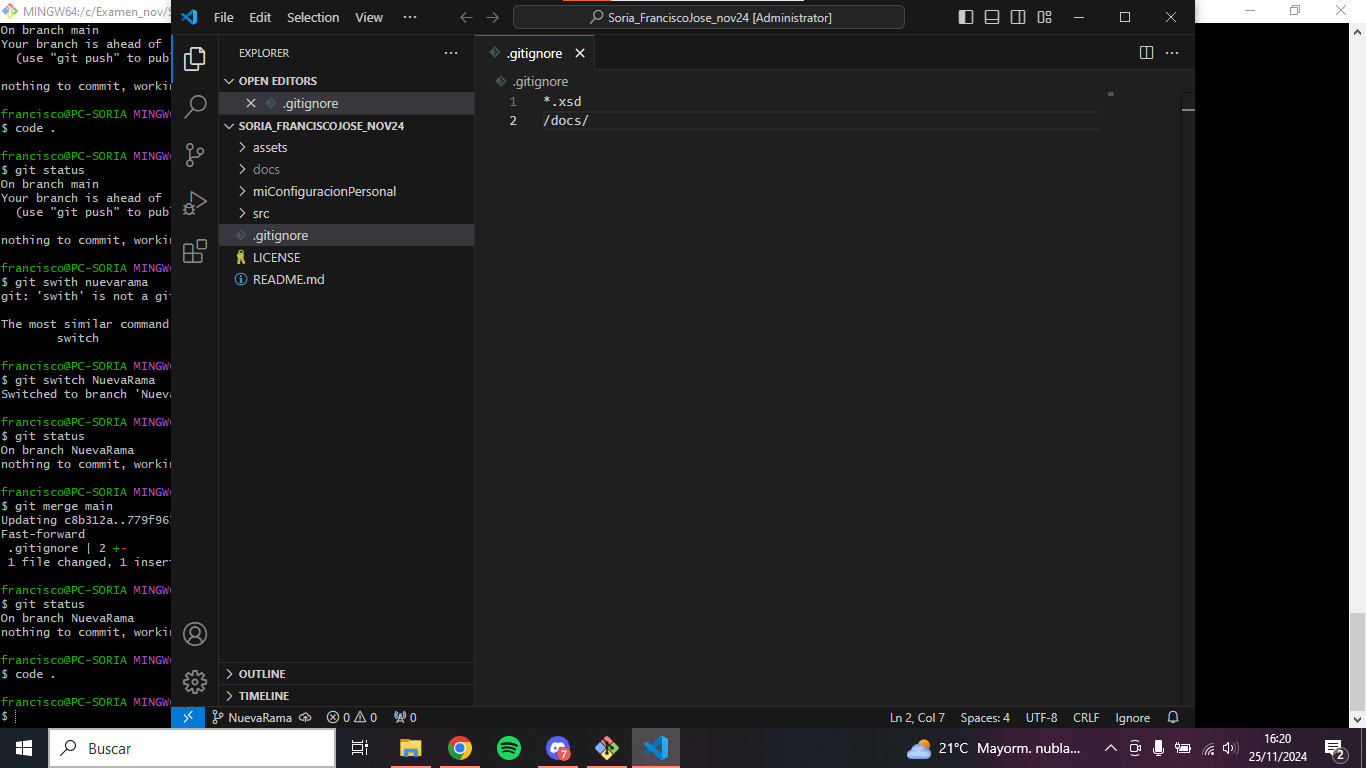 MINGW64:/c/Examen_nov/S
On branch main
Your branch is ahead of
(use "git push" to publ
nothing to commit, workin
francisco@PC-SORIA MINGW
$ code .
francisco@PC-SORIA MINGW
$ git status
On branch main
Your branch is ahead of
(use "git push" to publ
nothing to commit, workin
francisco@PC-SORIA MINGW
$ git swith nuevarama
git: 'swith' is not a git
The most similar command
switch
francisco@PC-SORIA MINGW
$ git switch NuevaRama
Switched to branch 'Nueva
francisco@PC-SORIA MINGW
$ git status
On branch NuevaRama
nothing to commit, workin
francisco@PC-SORIA MINGW
$ git merge main
Updating c8b312a..779f96
Fast-forward
.gitignore | 2 +-
1 file changed, 1 inser
francisco@PC-SORIA MINGW
$ git status
On branch NuevaRama
nothing to commit, workin
francisco@PC-SORIA MINGW
$ code .
francisco@PC-SORIA MINGW
$
File Edit Selection View ···
Soria_FranciscoJose_nov24 [Administrator]
EXPLORER
OPEN EDITORS
.gitignore
SORIA_FRANCISCOJOSE_NOV24
assets
docs
miConfiguracionPersonal
src
.gitignore
LICENSE
README.md
OUTLINE
TIMELINE
.gitignore
.gitignore
1 *.xsd
2 /docs/
NuevaRama 0 0 0
Ln 2, Col 7 Spaces: 4 UTF-8 CRLF Ignore
Buscar
7
21°C Mayorm. nubla...
16:20
25/11/2024
2